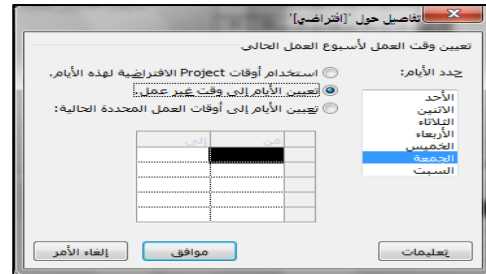 تفاصيل حول '[افتراضي]'
تعيين وقت العمل لأسبوع العمل الحالي
حدد الأيام:
استخدام أوقات Project الافتراضية لهذه الأيام.
تعيين الأيام إلى وقت غير عمل.
تعيين الأيام إلى أوقات العمل المحددة الحالية:
الأحد
الاثنين
الثلاثاء
الأربعاء
الخميس
الجمعة
السبت
من إلى
تعليمات
موافق
إلغاء الأمر